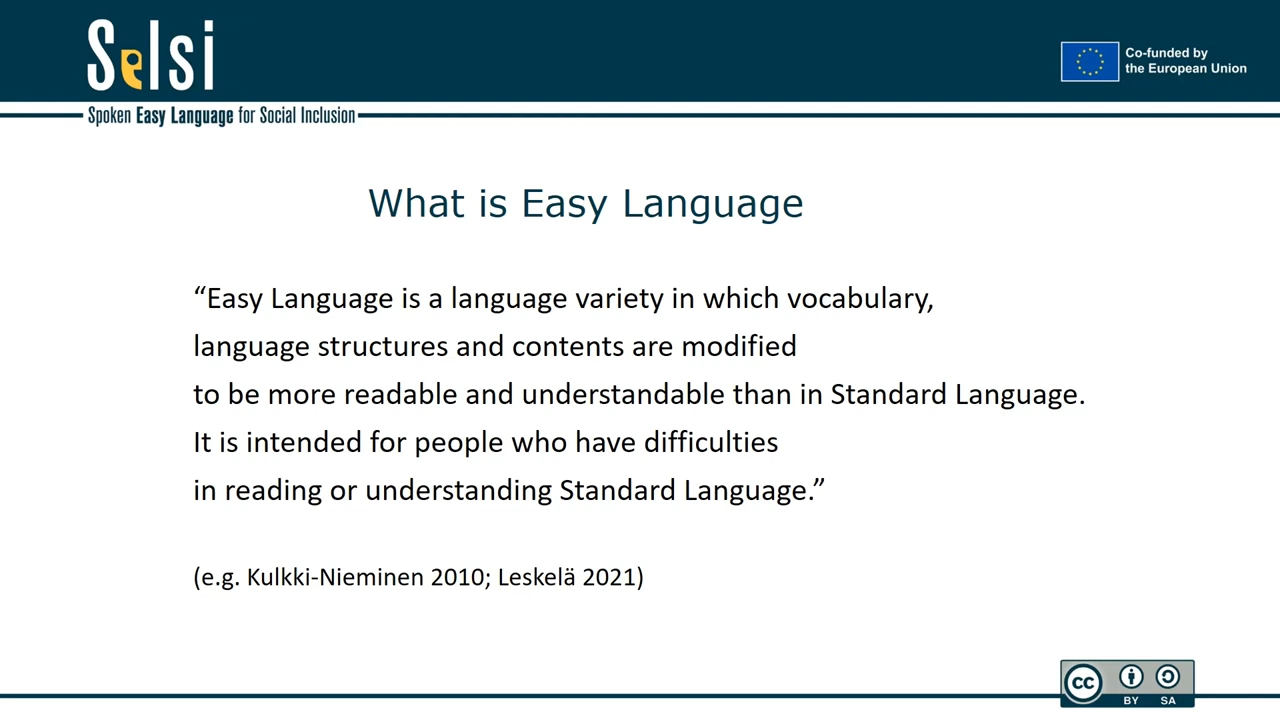 Selsi
Spoken Easy Language for Social Inclusion
Co-funded by
the European Union
What is Easy Language
“Easy Language is a language variety in which vocabulary,
language structures and contents are modified
to be more readable and understandable than in Standard Language.
It is intended for people who have difficulties
in reading or understanding Standard Language.”
(e.g. Kulkki-Nieminen 2010; Leskelä 2021)
cc
BY SA